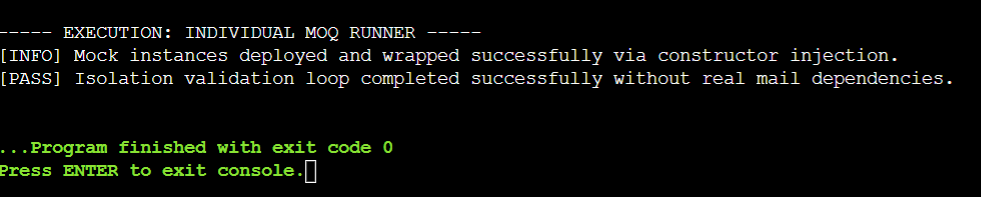 ----- EXECUTION: INDIVIDUAL MOQ RUNNER -----
[INFO] Mock instances deployed and wrapped successfully via constructor injection.
[PASS] Isolation validation loop completed successfully without real mail dependencies.
...Program finished with exit code 0
Press ENTER to exit console.